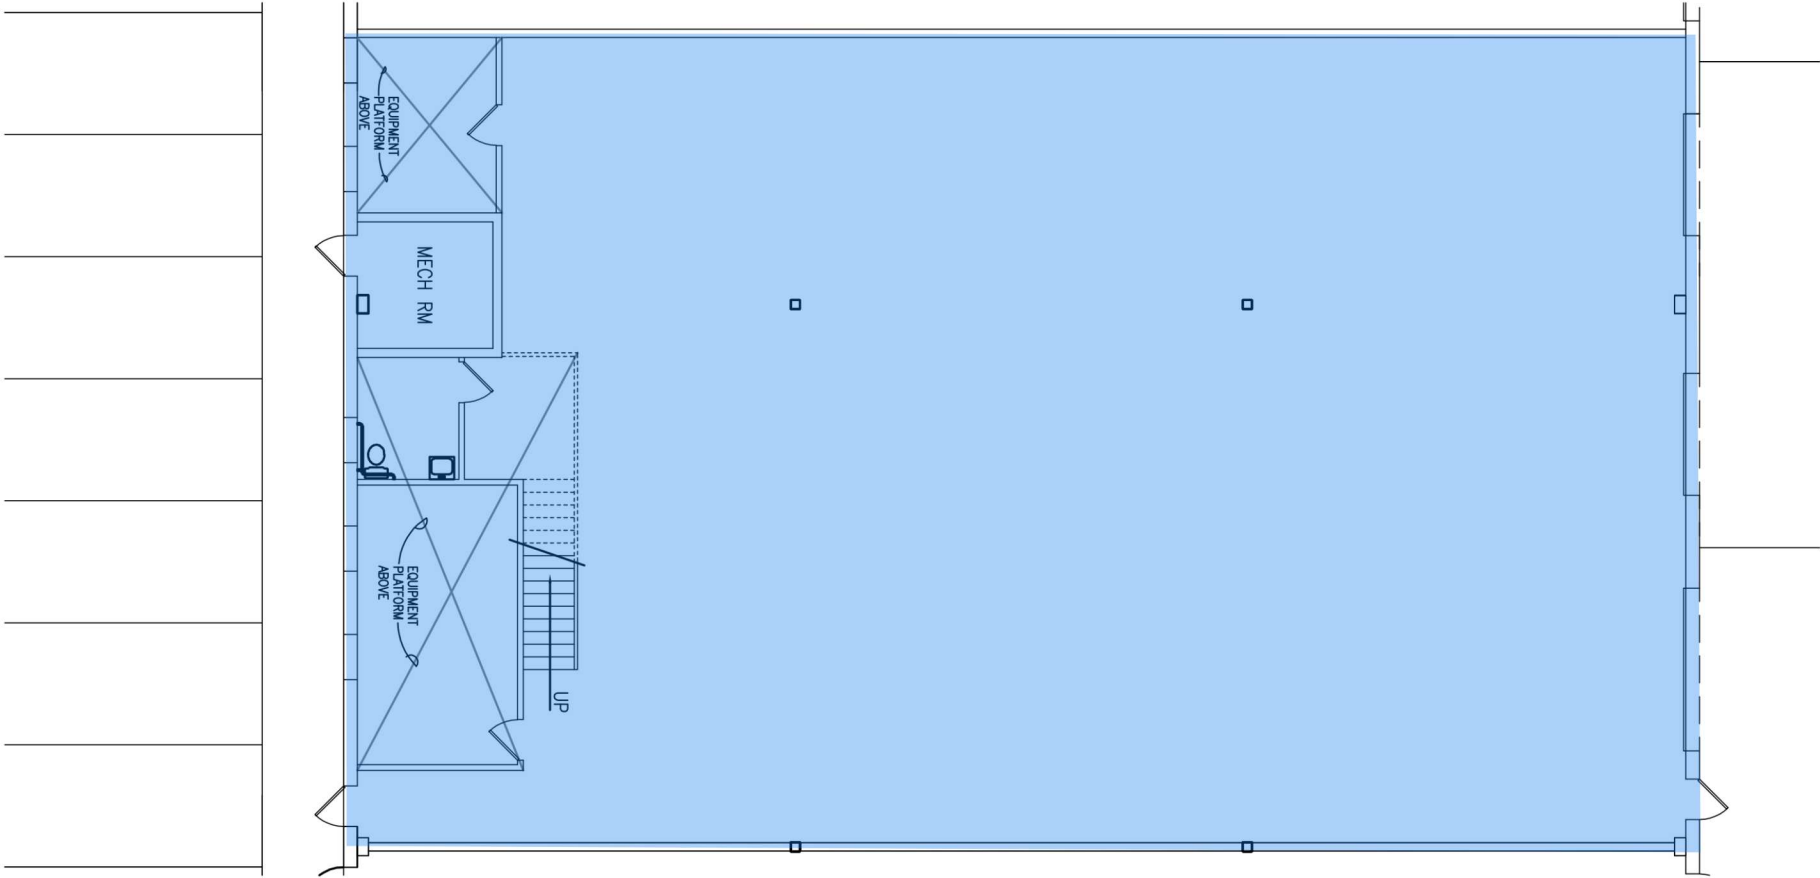 EQUIPMENT
PLATFORM
ABOVE
MECH RM
EQUIPMENT
PLATFORM
ABOVE
UP